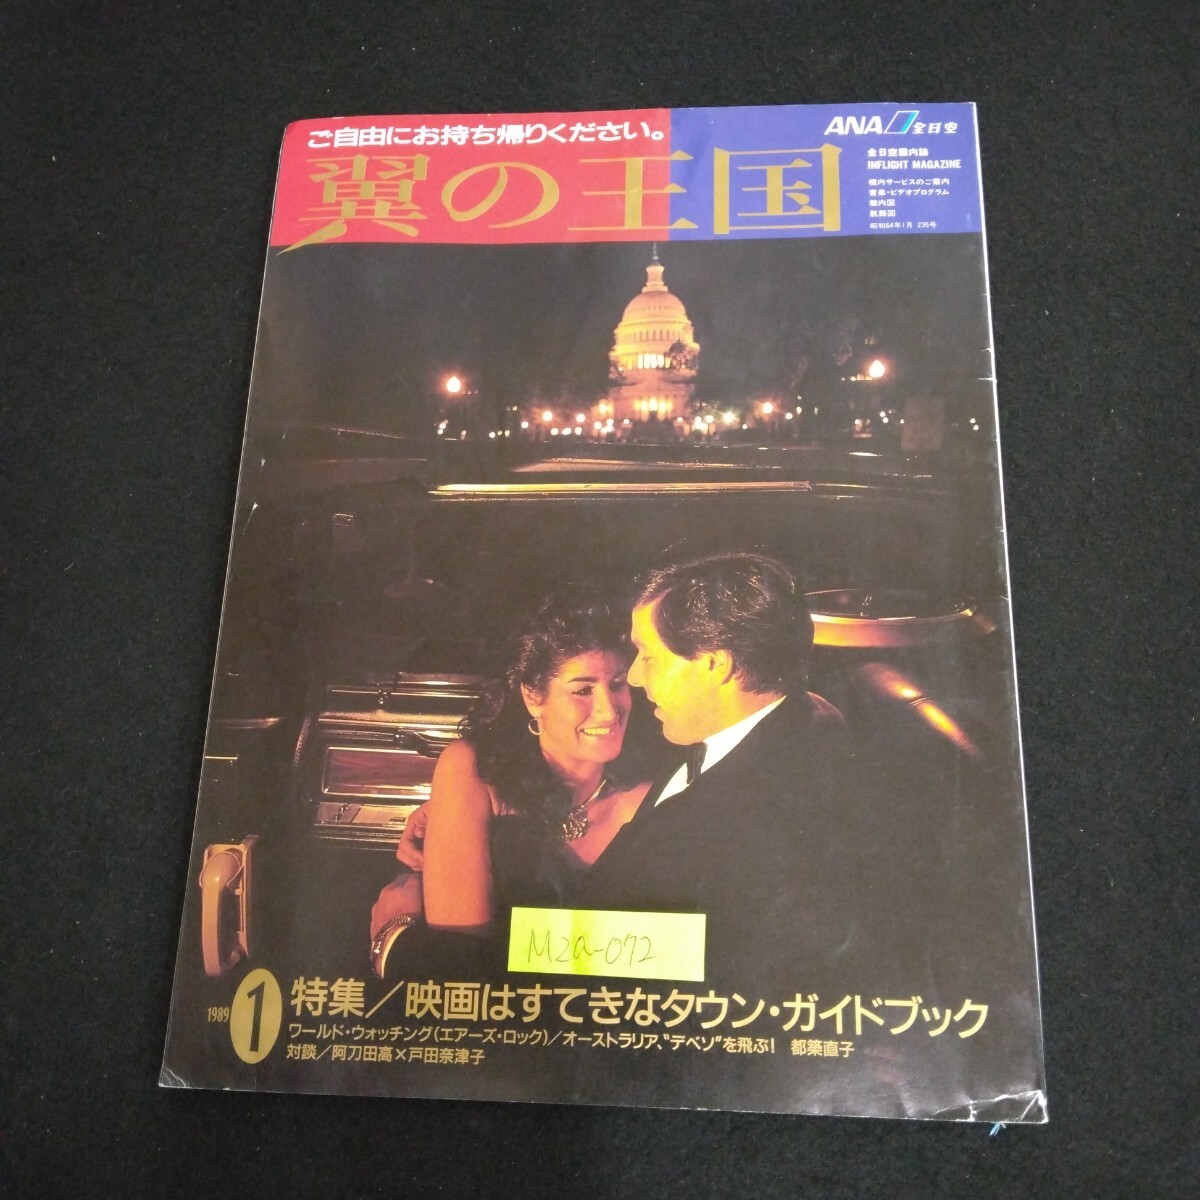 ご自由にお持ち帰りください。
翼の王国
ANA 全日空
全日空機内誌
INFLIGHT MAGAZINE
機内サービスのご案内
音楽・ビデオプログラム
機内図
航路図
昭和64年1月 235号
M2a-072
1989 1
特集/映画はすてきなタウン・ガイドブック
ワールド・ウォッチング(エアーズ・ロック)/オーストラリア、"デベソ"を飛ぶ! 都築直子
対談/阿刀田高×戸田奈津子